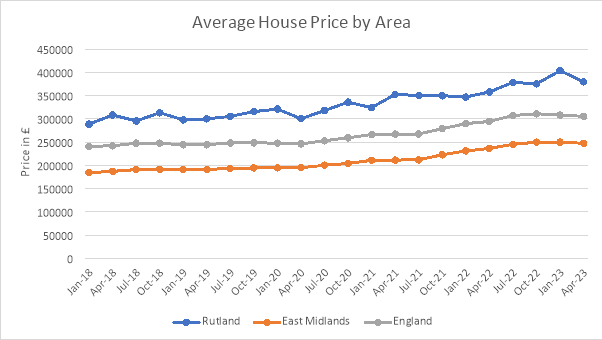 Average House Price by Area
450000
400000
350000
300000
250000
200000
150000
100000
50000
0
Price in £
Jan-18 Apr-18 Jul-18 Oct-18 Jan-19 Apr-19 Jul-19 Oct-19 Jan-20 Apr-20 Jul-20 Oct-20 Jan-21 Apr-21 Jul-21 Oct-21 Jan-22 Apr-22 Jul-22 Oct-22 Jan-23 Apr-23
Rutland East Midlands England